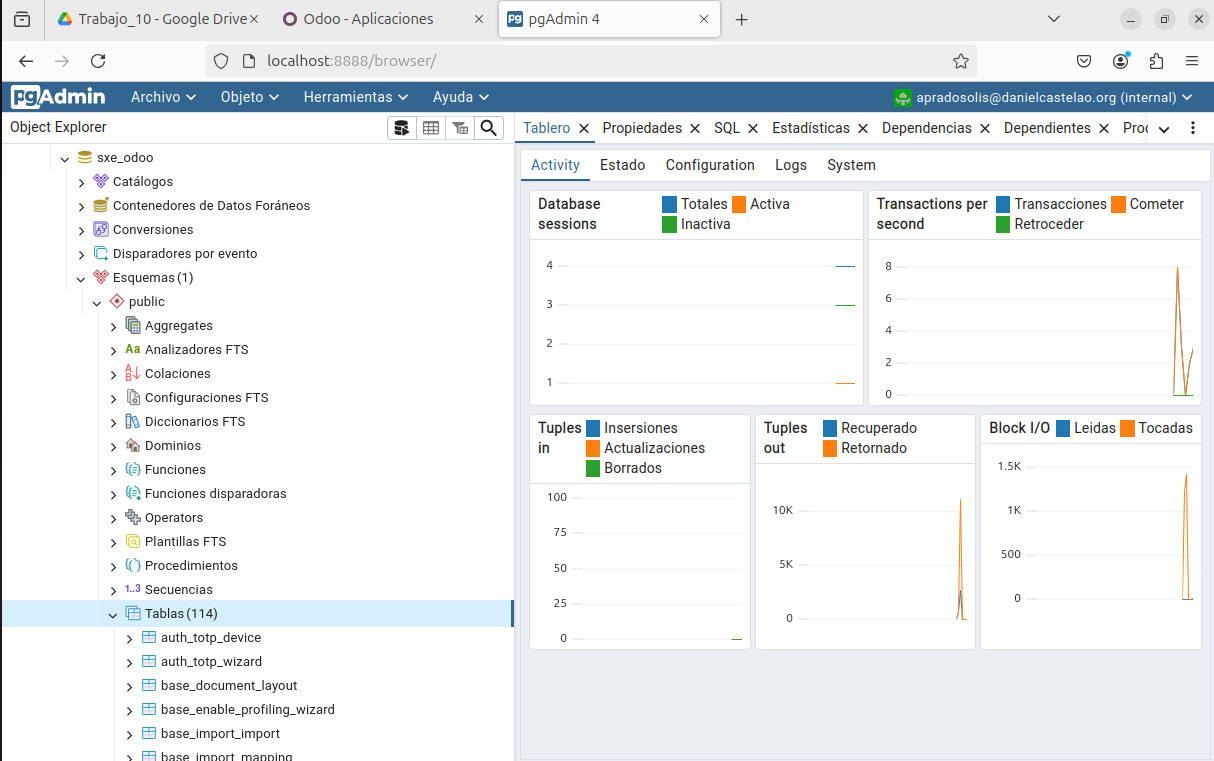 Trabajo_10 - Google Drive
Odoo - Aplicaciones
pgAdmin 4
localhost:8888/browser/
pgAdmin
Archivo
Objeto
Herramientas
Ayuda
apradosolis@danielcastelao.org (internal)
Object Explorer
Tablero
Propiedades
SQL
Estadísticas
Dependencias
Dependientes
Proc
sxe_odoo
Catálogos
Contenedores de Datos Foráneos
Conversiones
Disparadores por evento
Esquemas (1)
public
Aggregates
Aa Analizadores FTS
Colaciones
Configuraciones FTS
Diccionarios FTS
Dominios
Funciones
Funciones disparadoras
Operators
Plantillas FTS
Procedimientos
1..3 Secuencias
Tablas (114)
auth_totp_device
auth_totp_wizard
base_document_layout
base_enable_profiling_wizard
base_import_import
base_import_mapping
Activity
Estado
Configuration
Logs
System
Database sessions
Totales
Activa
Inactiva
4
3
2
1
Transactions per second
Transacciones
Cometer
Retroceder
8
6
4
2
0
Tuples in
Insersiones
Actualizaciones
Borrados
100
75
50
25
0
Tuples out
Recuperado
Retornado
10K
5K
0
Block I/O
Leidas
Tocadas
1.5K
1K
500
0